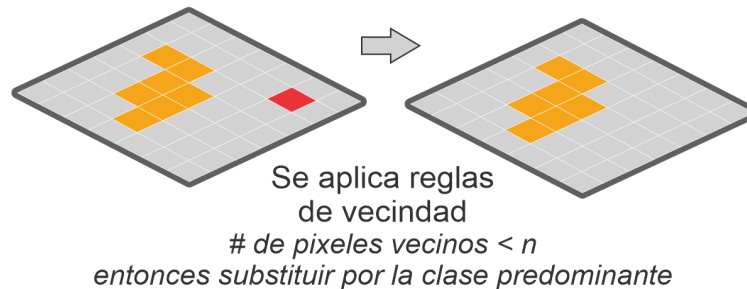 Se aplica reglas
de vecindad
# de pixeles vecinos < n
entonces substituir por la clase predominante